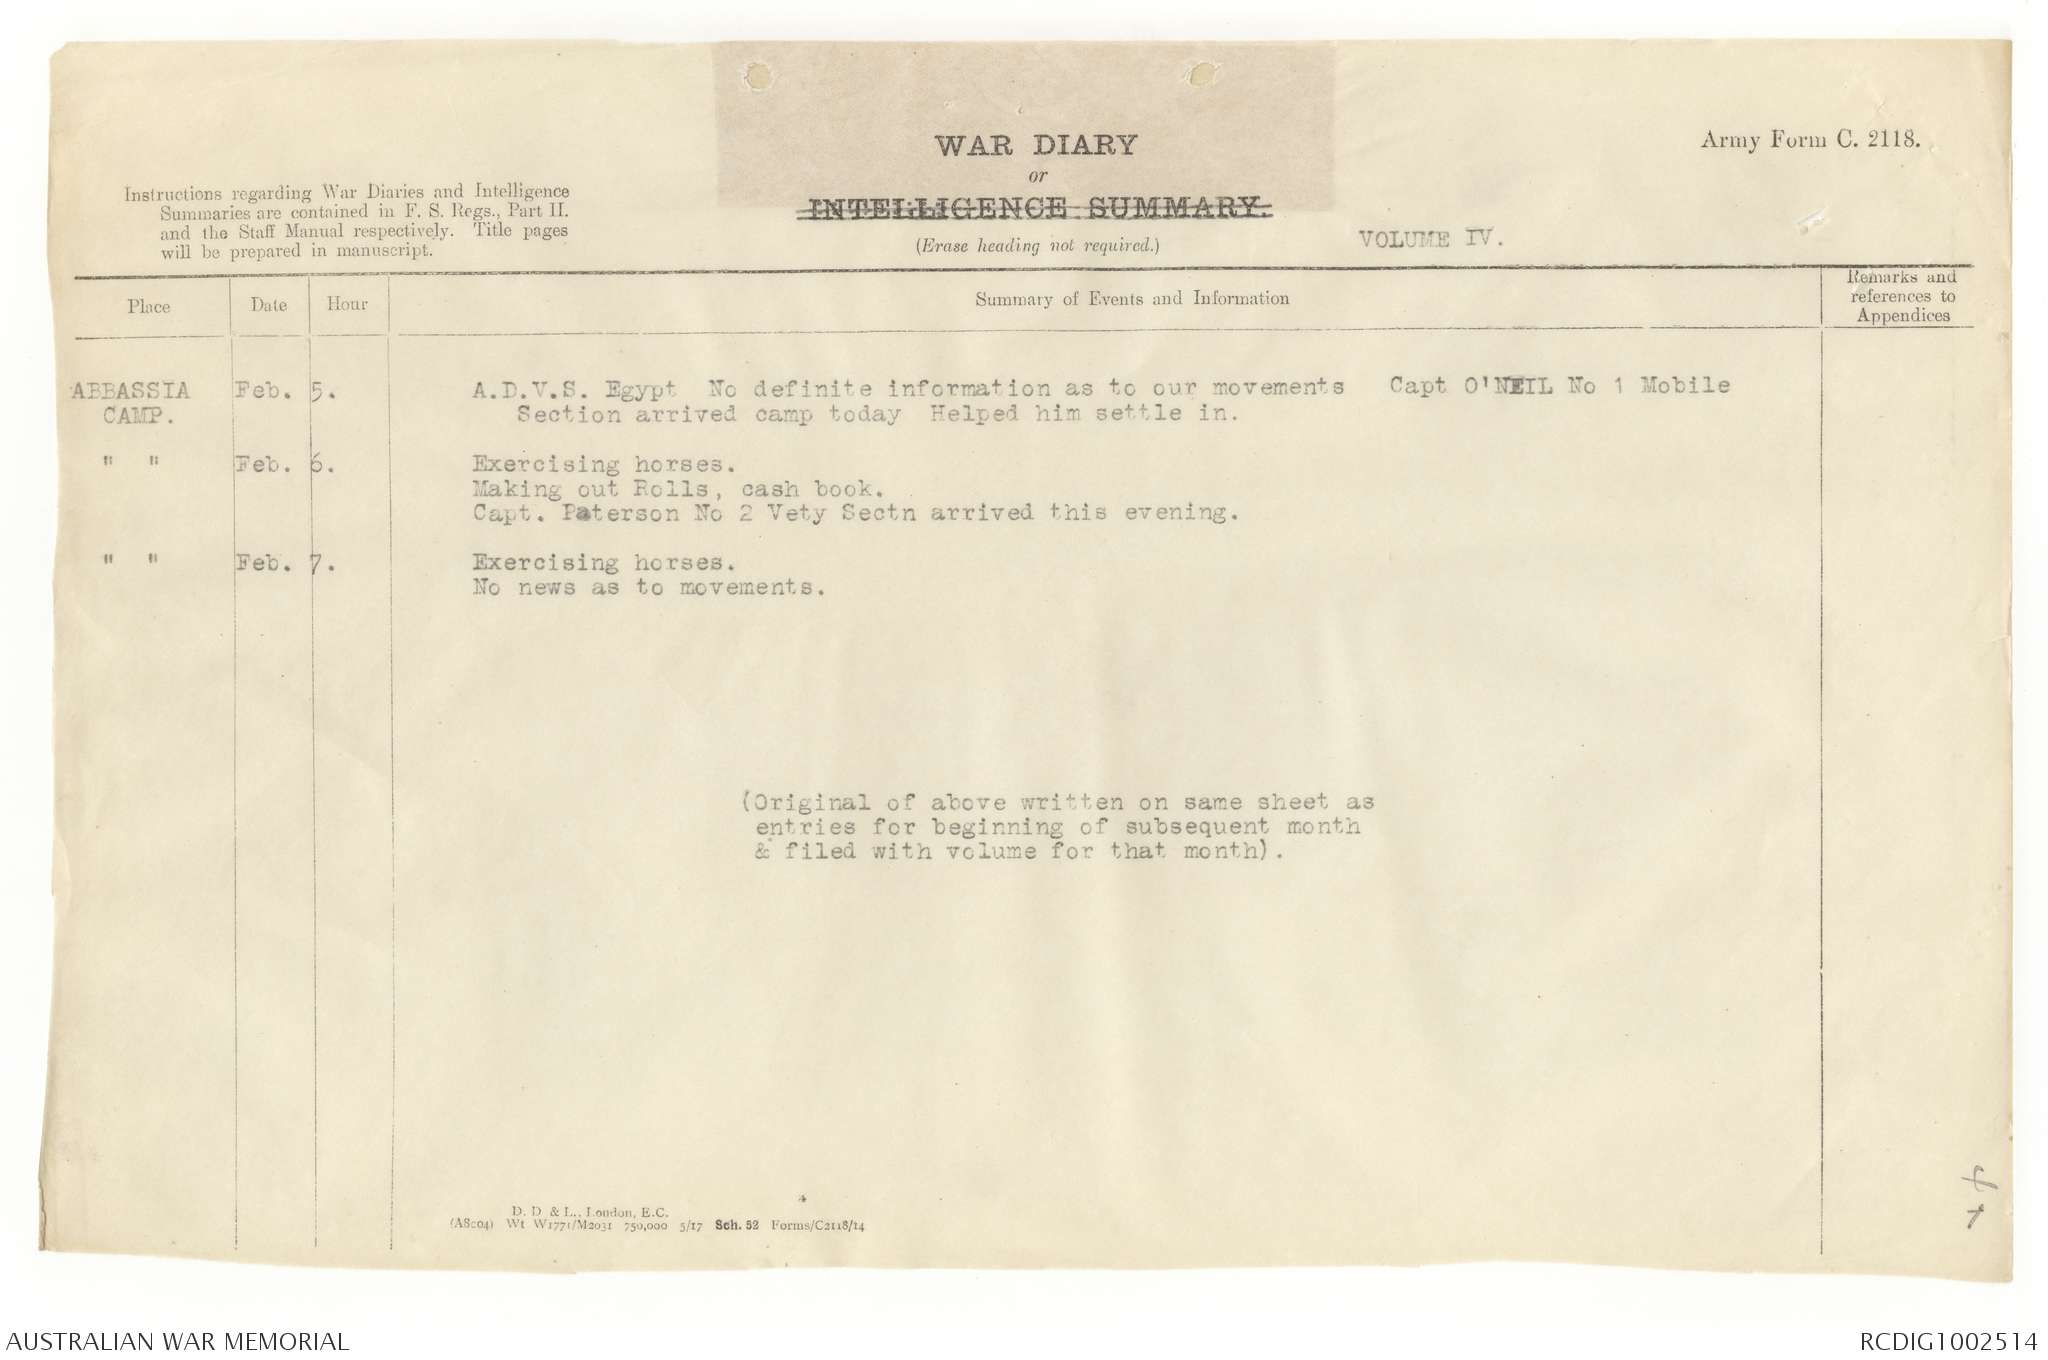 WAR DIARY
or
INTELLIGENCE SUMMARY.
(Erase heading not required.)
Army Form C. 2118.
Instructions regarding War Diaries and Intelligence
Summaries are contained in F. S. Regs., Part II.
and the Staff Manual respectively. Title pages
will be prepared in manuscript.
VOLUME IV.
Place Date Hour Summary of Events and Information
Remarks and
references to
Appendices
ABBASSIA Feb. 5. A.D.V.S. Egypt No definite information as to our movements Capt O'NEIL No 1 Mobile
CAMP. Section arrived camp today Helped him settle in.
" " Feb. 6. Exercising horses.
Making out Rolls, cash book.
Capt. Paterson No 2 Vety Sectn arrived this evening.
" " Feb. 7. Exercising horses.
No news as to movements.
(Original of above written on same sheet as
entries for beginning of subsequent month
& filed with volume for that month).
D. D & L., London, E.C.
(A8004) Wt W1771/M2031 750,000 5/17 Sch. 52 Forms/C2118/14
AUSTRALIAN WAR MEMORIAL
RCDIG1002514